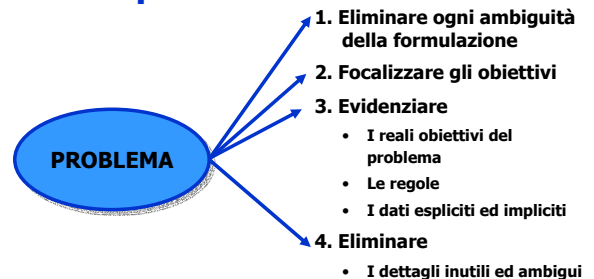 1. Eliminare ogni ambiguità
della formulazione
2. Focalizzare gli obiettivi
3. Evidenziare
• I reali obiettivi del
problema
• Le regole
• I dati espliciti ed impliciti
4. Eliminare
• I dettagli inutili ed ambigui
PROBLEMA